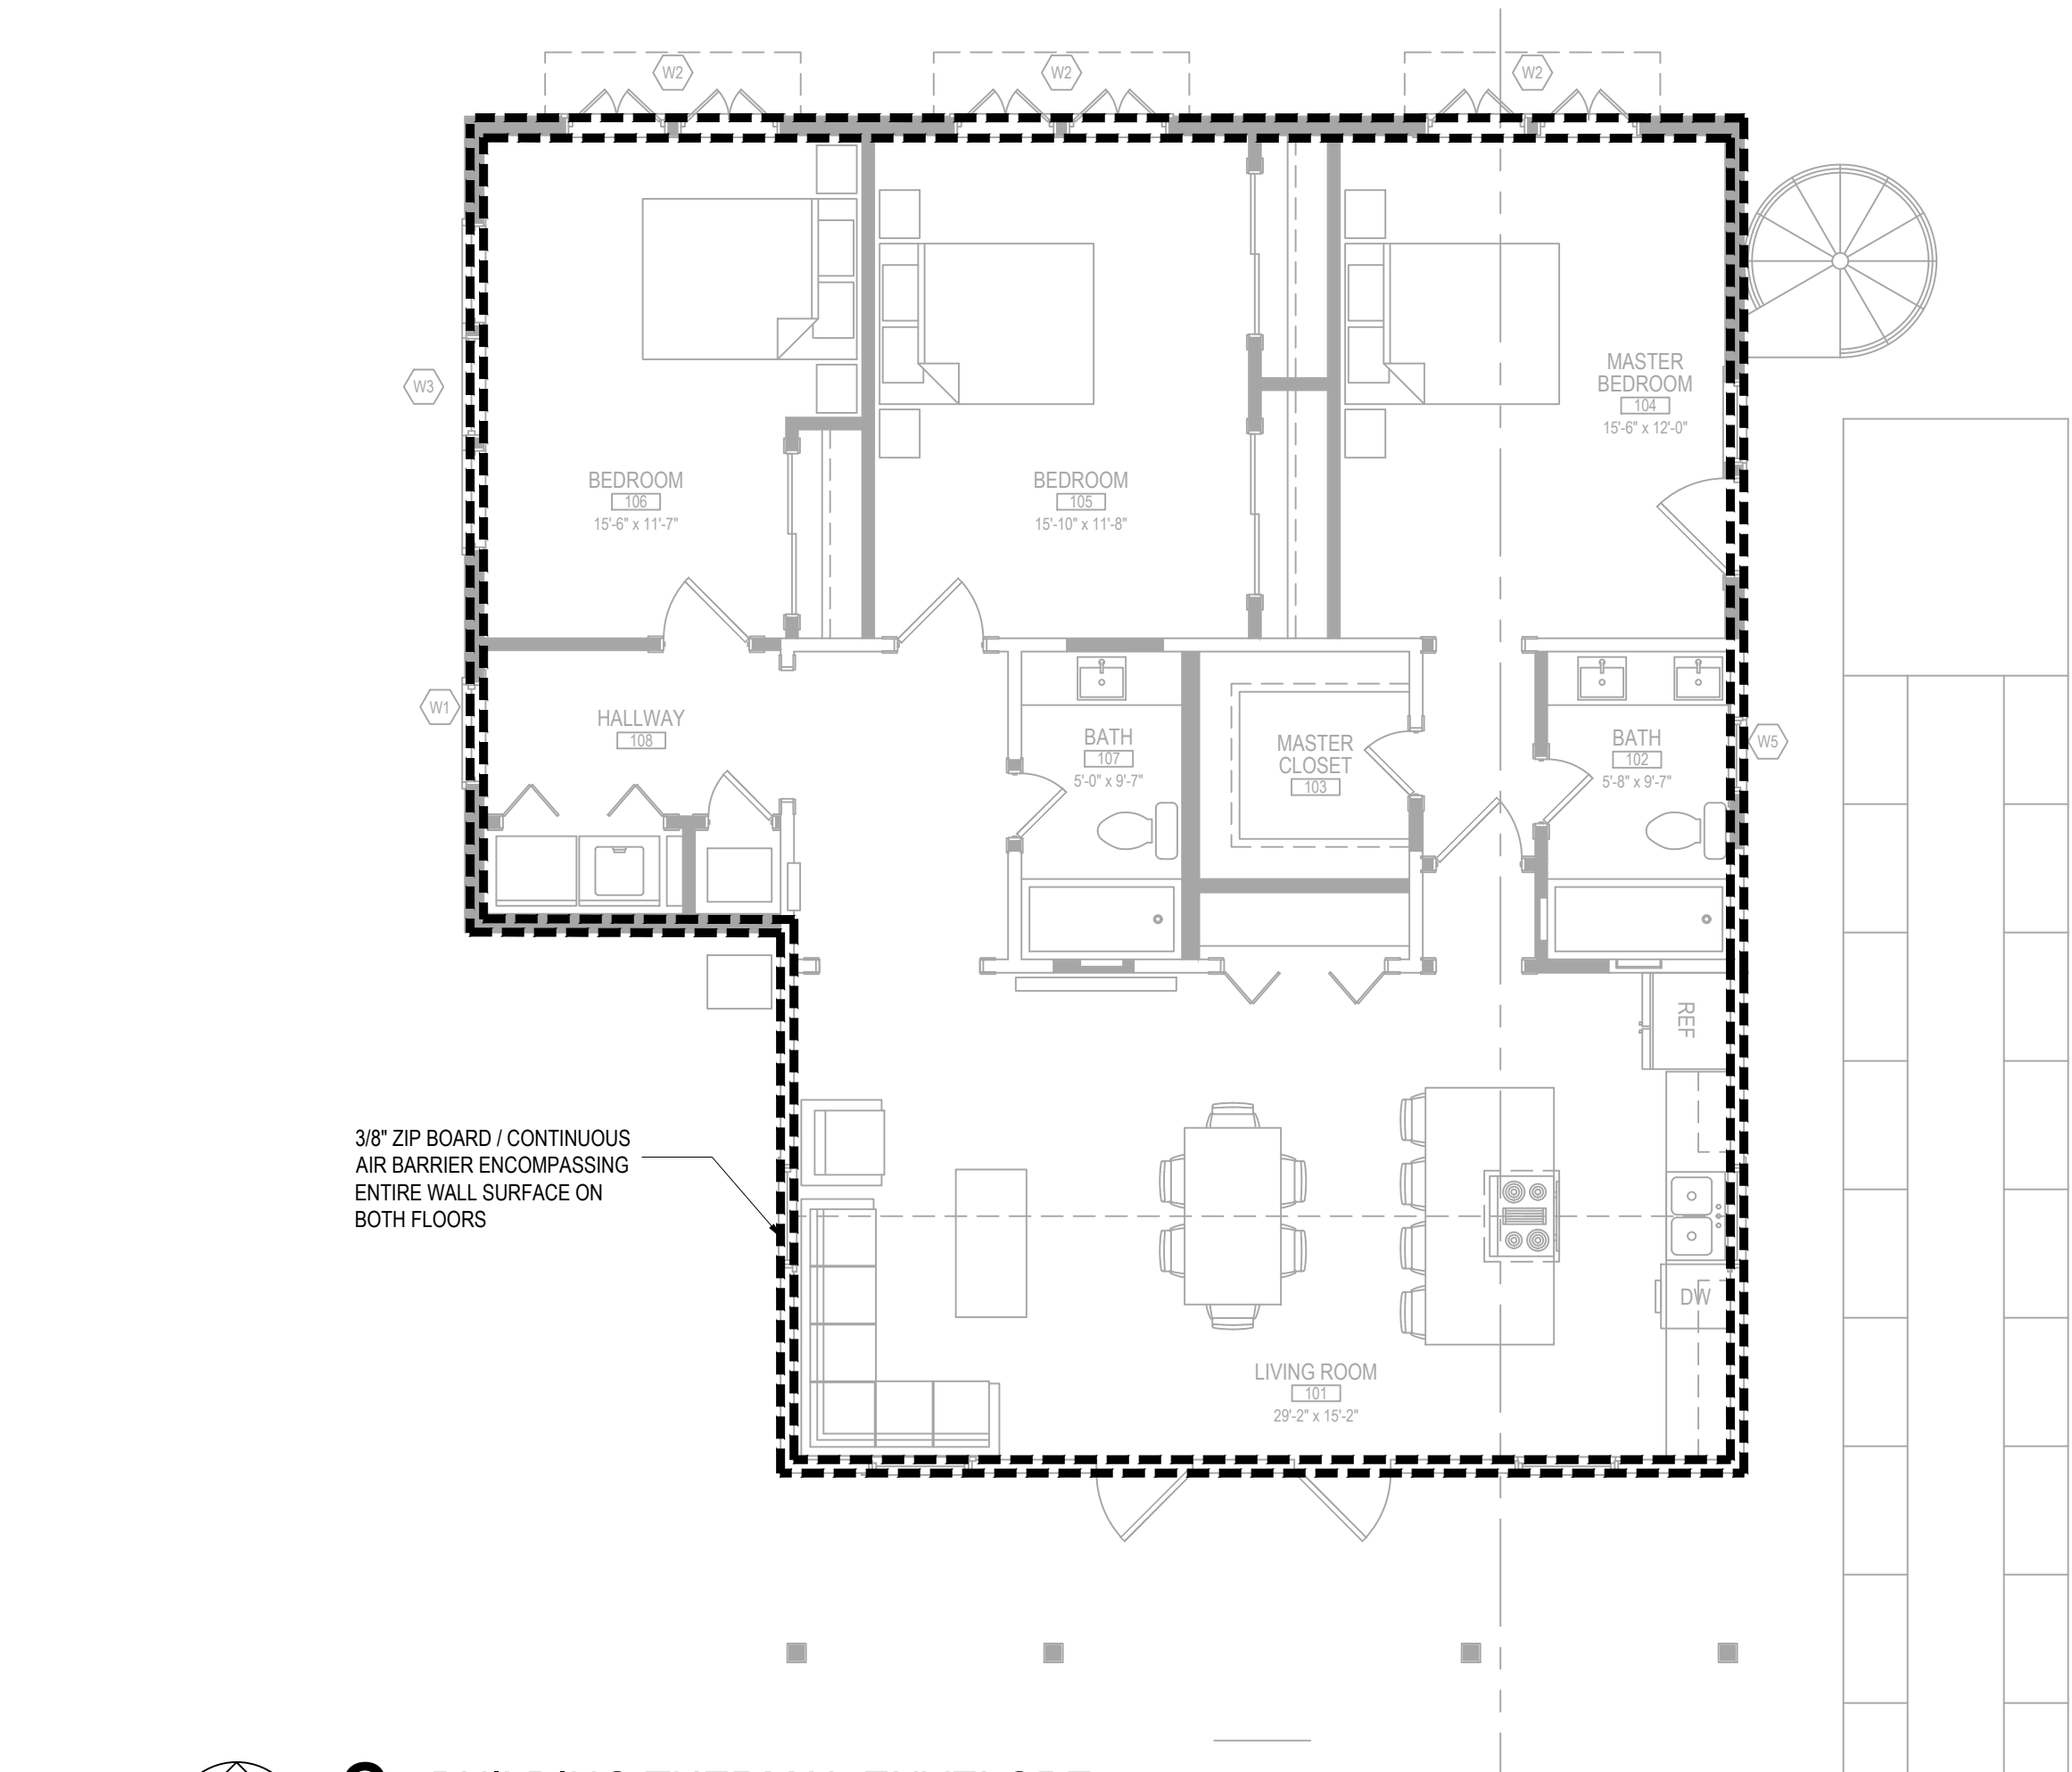 W2
W2
W2
W3
MASTER
BEDROOM
104
15'-6" x 12'-0"
BEDROOM
106
15'-6" x 11'-7"
BEDROOM
105
15'-10" x 11'-8"
W1
HALLWAY
108
BATH
107
5'-0" x 9'-7"
MASTER
CLOSET
103
BATH
102
5'-8" x 9'-7"
W5
REF
3/8" ZIP BOARD / CONTINUOUS
AIR BARRIER ENCOMPASSING
ENTIRE WALL SURFACE ON
BOTH FLOORS
DW
LIVING ROOM
101
29'-2" x 15'-2"